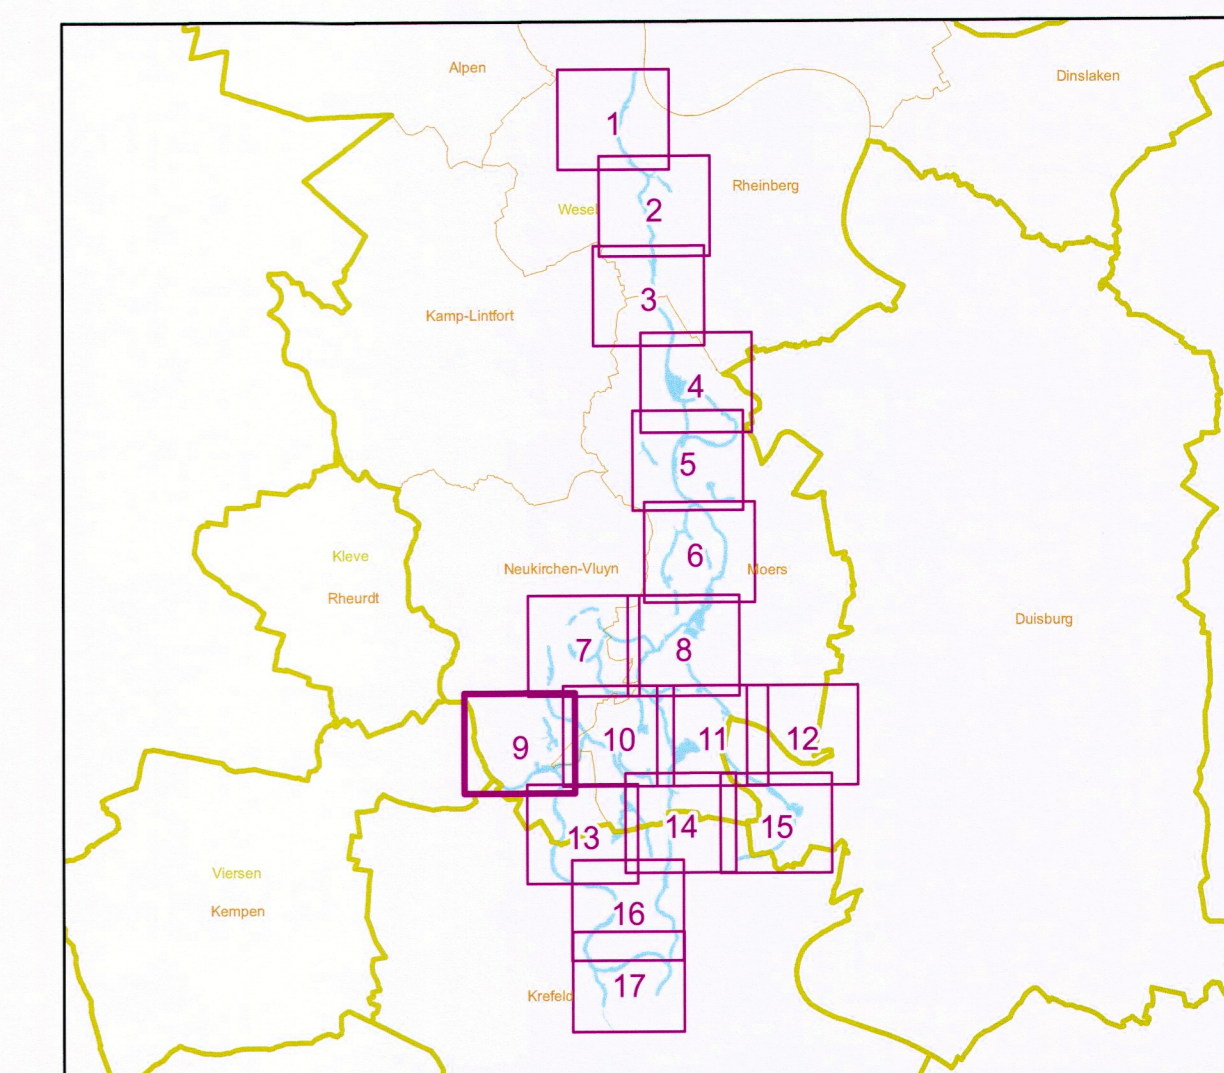 Alpen
Dinslaken
1
Rheinberg
Wesel
2
3
Kamp-Lintfort
4
5
Kleve
6
Neukirchen-Vluyn
Moers
Rheurdt
Duisburg
7
8
9
10
11
12
13
14
15
Viersen
Kempen
16
17
Krefeld